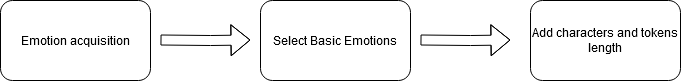 Emotion acquisition
Select Basic Emotions
Add characters and tokens
length